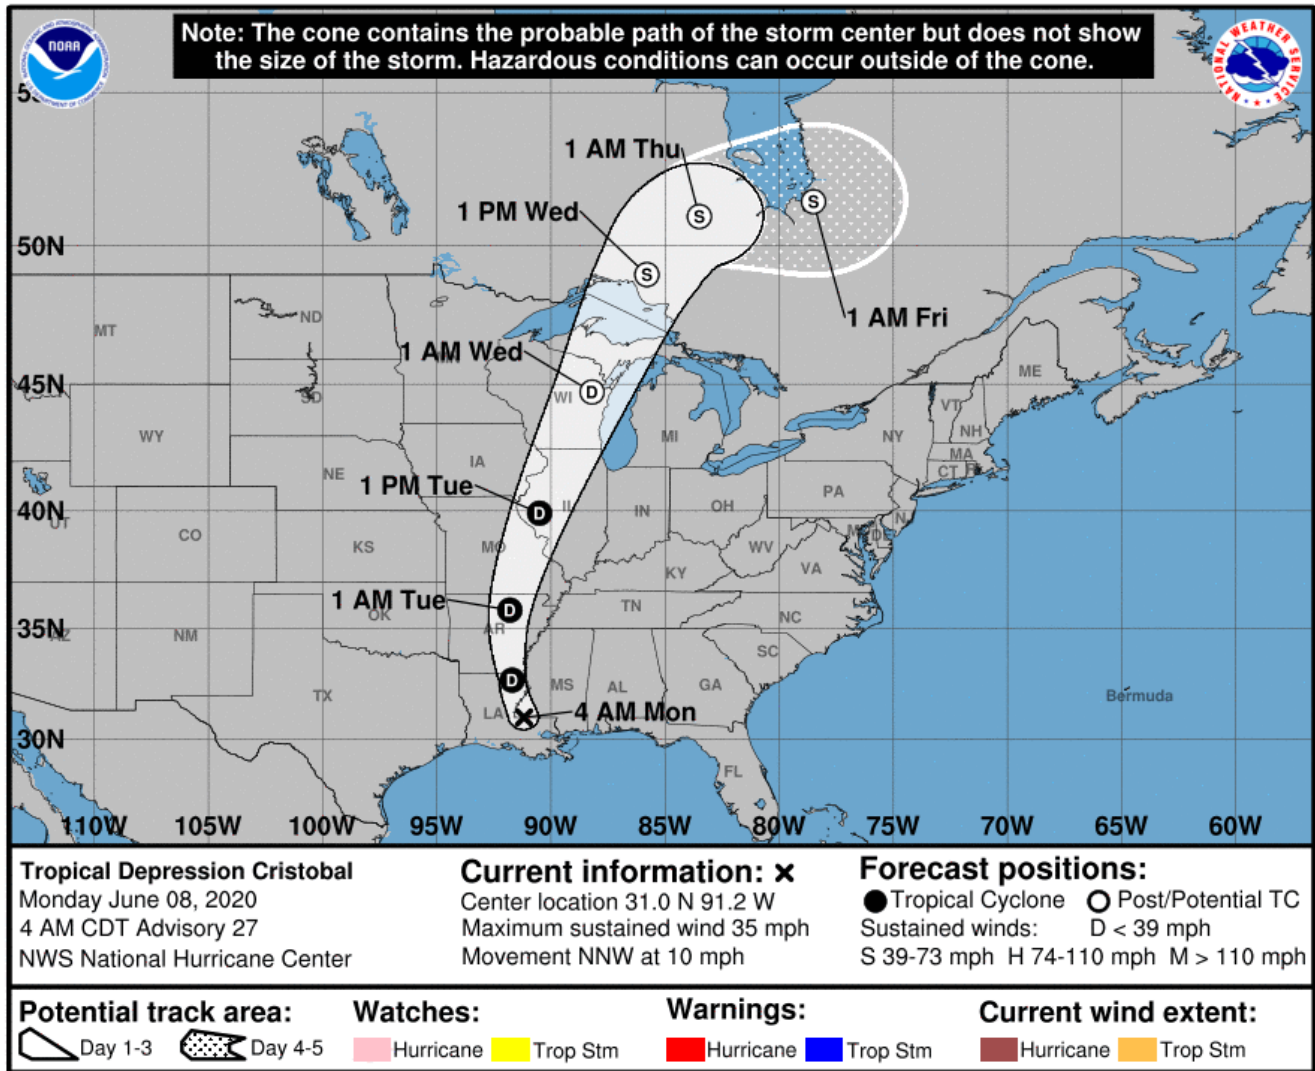 Note: The cone contains the probable path of the storm center but does not show
the size of the storm. Hazardous conditions can occur outside of the cone.
NOAA
NATIONAL WEATHER SERVICE
1 AM Thu
1 PM Wed
S
S
S
50N
1 AM Fri
MT
ND
1 AM Wed
ME
45N
D
SD
WI
VT
NH
WY
MI
NY
MA
IA
CT
NE
1 PM Tue
PA
40N
D
IL
IN
OH
UT
CO
KS
MO
WV
DE
KY
VA
1 AM Tue
D
TN
OK
NC
35N
AR
AZ
NM
SC
D
MS
AL
GA
TX
LA
4 AM Mon
Bermuda
30N
FL
110W 105W 100W 95W 90W 85W 80W 75W 70W 65W 60W
Tropical Depression Cristobal
Monday June 08, 2020
4 AM CDT Advisory 27
NWS National Hurricane Center
Current information: x
Center location 31.0 N 91.2 W
Maximum sustained wind 35 mph
Movement NNW at 10 mph
Forecast positions:
Tropical Cyclone Post/Potential TC
Sustained winds: D < 39 mph
S 39-73 mph H 74-110 mph M > 110 mph
Potential track area:
Day 1-3 Day 4-5
Watches:
Hurricane Trop Stm
Warnings:
Hurricane Trop Stm
Current wind extent:
Hurricane Trop Stm